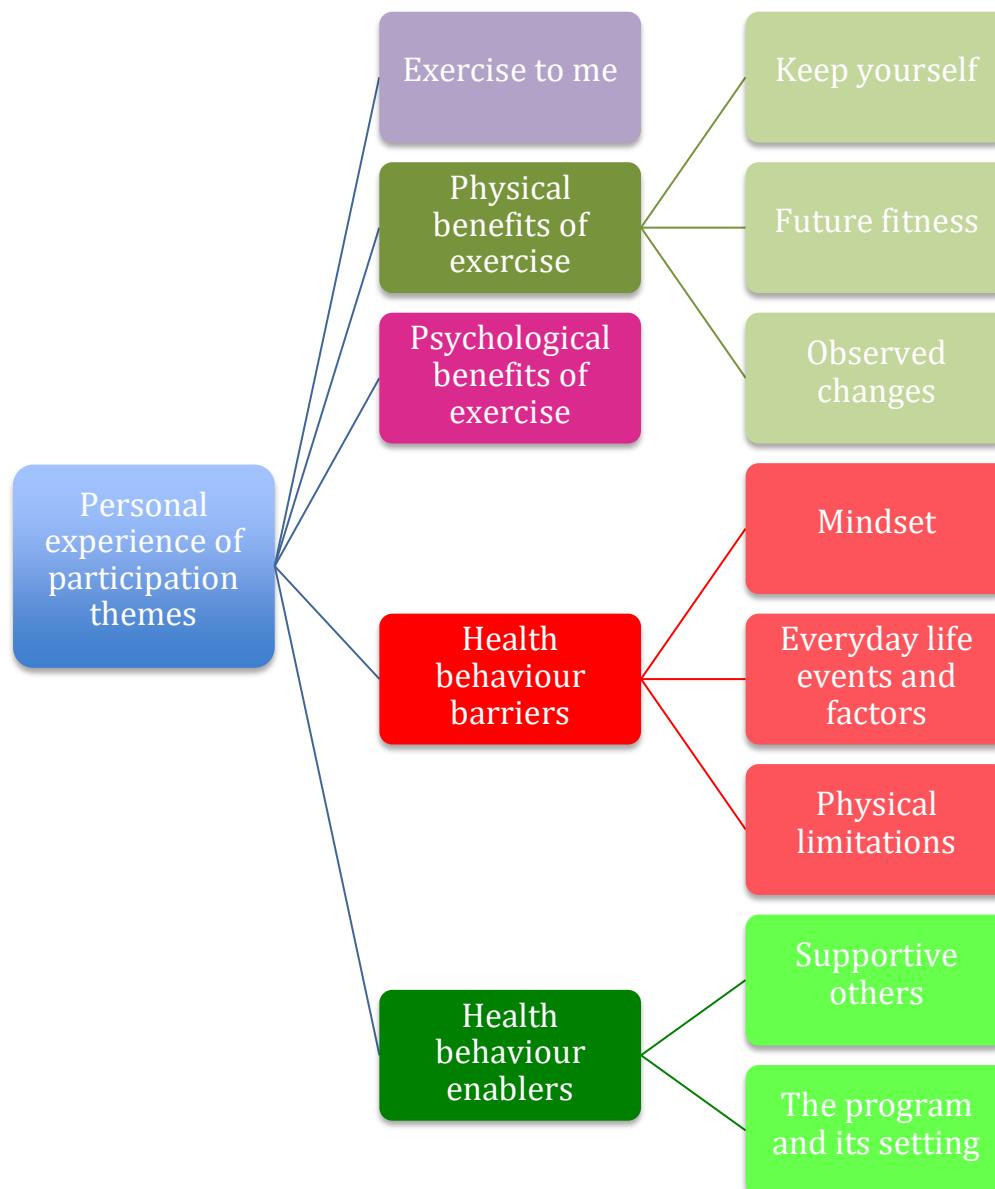 Exercise to me
Keep yourself
Physical
benefits of
exercise
Future fitness
Psychological
benefits of
exercise
Observed
changes
Personal
experience of
participation
themes
Mindset
Health
behaviour
barriers
Everyday life
events and
factors
Physical
limitations
Supportive
others
Health
behaviour
enablers
The program
and its setting